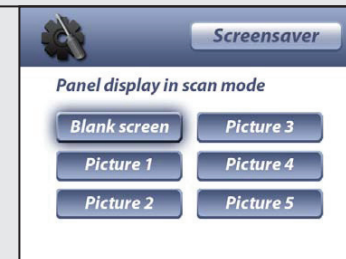 Screensaver
Panel display in scan mode
Blank screen
Picture 3
Picture 1
Picture 4
Picture 2
Picture 5